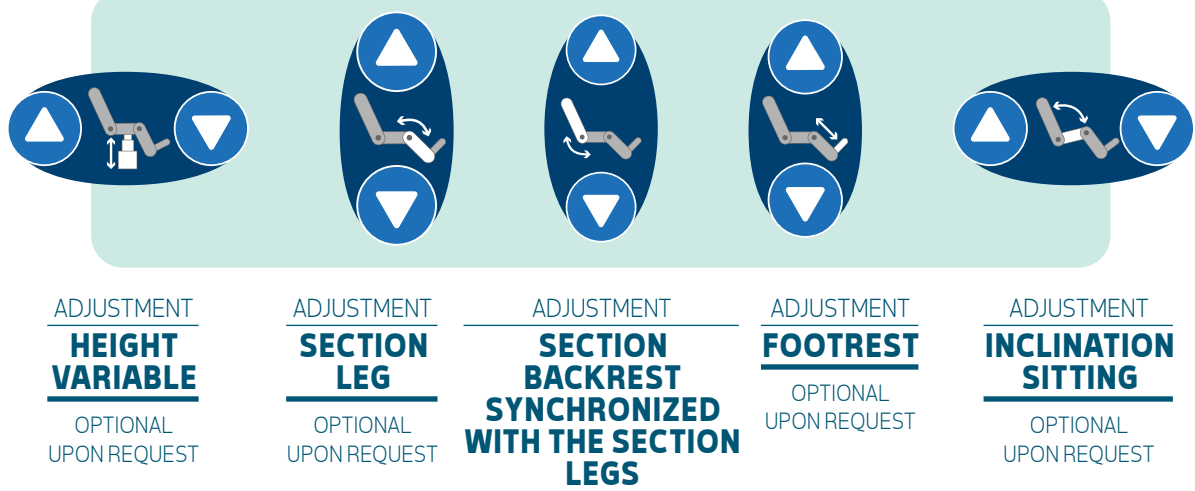 ADJUSTMENT
HEIGHT
VARIABLE
OPTIONAL
UPON REQUEST
ADJUSTMENT
SECTION
LEG
OPTIONAL
UPON REQUEST
ADJUSTMENT
SECTION
BACKREST
SYNCHRONIZED
WITH THE SECTION
LEGS
ADJUSTMENT
FOOTREST
OPTIONAL
UPON REQUEST
ADJUSTMENT
INCLINATION
SITTING
OPTIONAL
UPON REQUEST